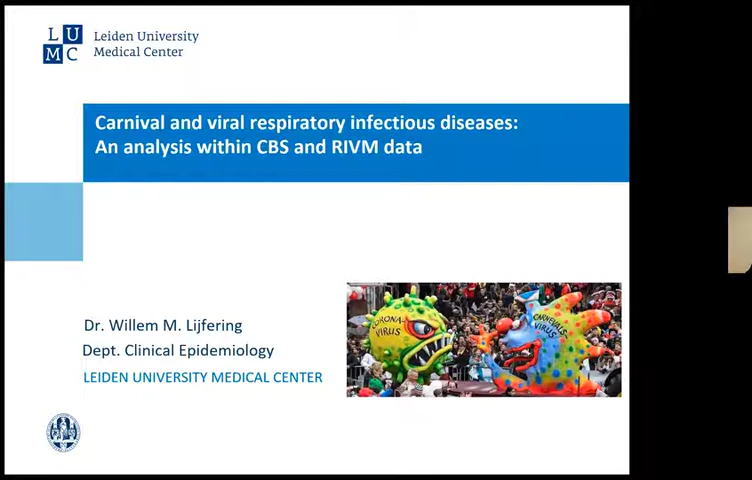 L U
M C
Leiden University
Medical Center
Carnival and viral respiratory infectious diseases:
An analysis within CBS and RIVM data
CORONA-
VIRUS
CARNEVALS
VIRUS
Dr. Willem M. Lijfering
Dept. Clinical Epidemiology
LEIDEN UNIVERSITY MEDICAL CENTER